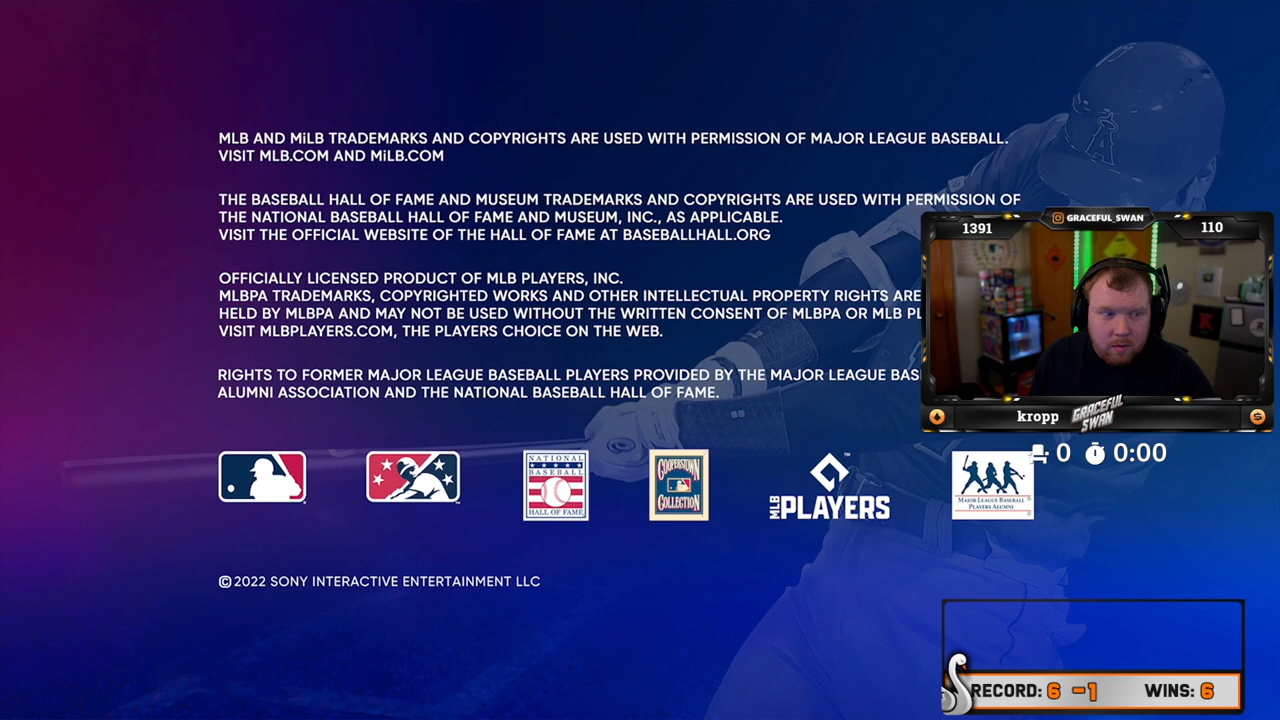 MLB AND MiLB TRADEMARKS AND COPYRIGHTS ARE USED WITH PERMISSION OF MAJOR LEAGUE BASEBALL.
VISIT MLB.COM AND MiLB.COM
THE BASEBALL HALL OF FAME AND MUSEUM TRADEMARKS AND COPYRIGHTS ARE USED WITH PERMISSION OF
THE NATIONAL BASEBALL HALL OF FAME AND MUSEUM, INC., AS APPLICABLE.
VISIT THE OFFICIAL WEBSITE OF THE HALL OF FAME AT BASEBALLHALL.ORG
OFFICIALLY LICENSED PRODUCT OF MLB PLAYERS, INC.
MLBPA TRADEMARKS, COPYRIGHTED WORKS AND OTHER INTELLECTUAL PROPERTY RIGHTS ARE
HELD BY MLBPA AND MAY NOT BE USED WITHOUT THE WRITTEN CONSENT OF MLBPA OR MLB PL
VISIT MLBPLAYERS.COM, THE PLAYERS CHOICE ON THE WEB.
RIGHTS TO FORMER MAJOR LEAGUE BASEBALL PLAYERS PROVIDED BY THE MAJOR LEAGUE BAS
ALUMNI ASSOCIATION AND THE NATIONAL BASEBALL HALL OF FAME.
1391
GRACEFUL_SWAN
110
kropp
GRACEFUL
SWAN
0
0:00
NATIONAL
BASEBALL
HALL OF FAME
COOPERSTOWN
COLLECTION
MLB PLAYERS™
MAJOR LEAGUE BASEBALL
PLAYERS ALUMNI
©2022 SONY INTERACTIVE ENTERTAINMENT LLC
RECORD: 6 -1 WINS: 6